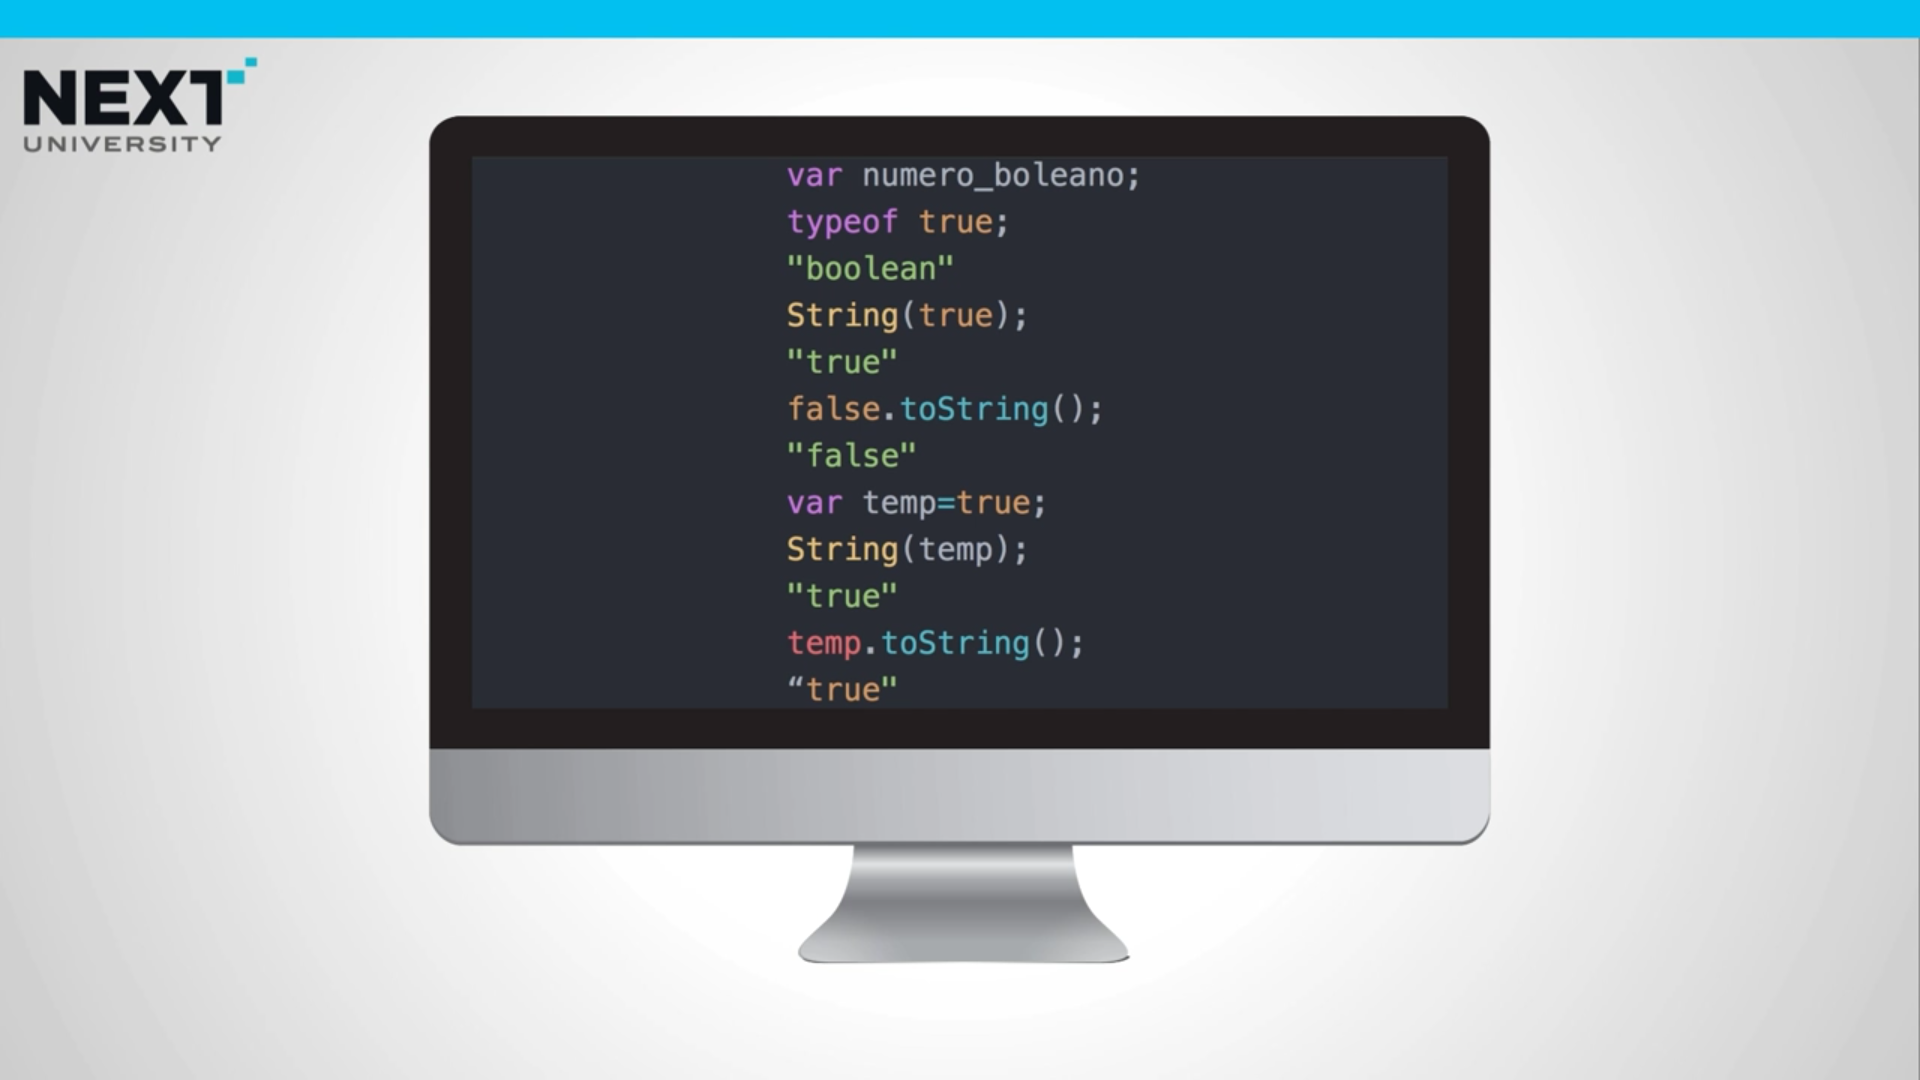 NEXT
UNIVERSITY
var numero_boleano;
typeof true;
"boolean"
String(true);
"true"
false.toString();
"false"
var temp=true;
String(temp);
"true"
temp.toString();
“true"